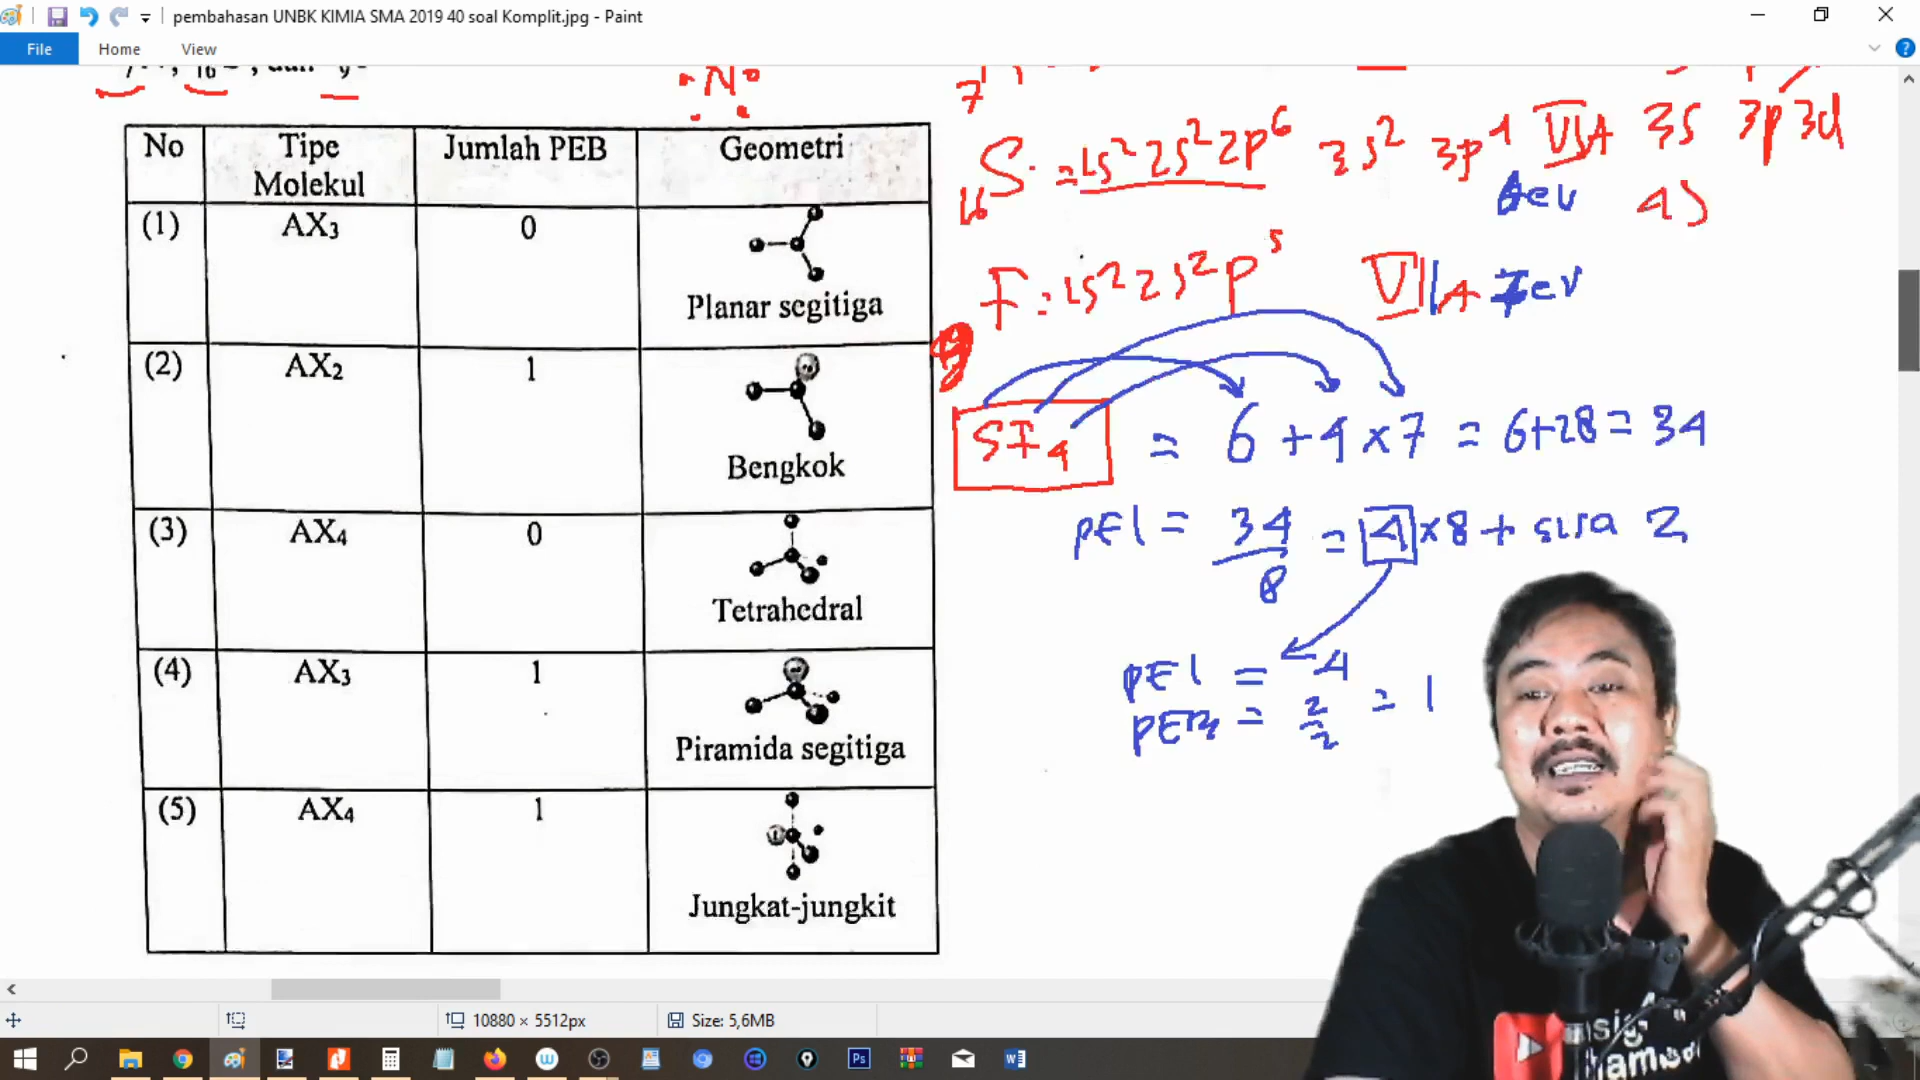 pembahasan UNBK KIMIA SMA 2019 40 soal Komplit.jpg - Paint
File Home View
No Tipe Molekul Jumlah PEB Geometri
(1) AX3 0 Planar segitiga
(2) AX2 1 Bengkok
(3) AX4 0 Tetrahedral
(4) AX3 1 Piramida segitiga
(5) AX4 1 Jungkat-jungkit
N
7
16S = 1s² 2s² 2p⁶ 3s² 3p⁴ VIA 3s 3p 3d
ev 4s
F = 1s² 2s² p⁵ VIIA 7ev
9
SF4 = 6 + 4 × 7 = 6+28 = 34
PEI = 34/8 = 4 × 8 + sisa 2
PEI = 4
PEB = 2/2 = 1
10880 × 5512px Size: 5,6MB